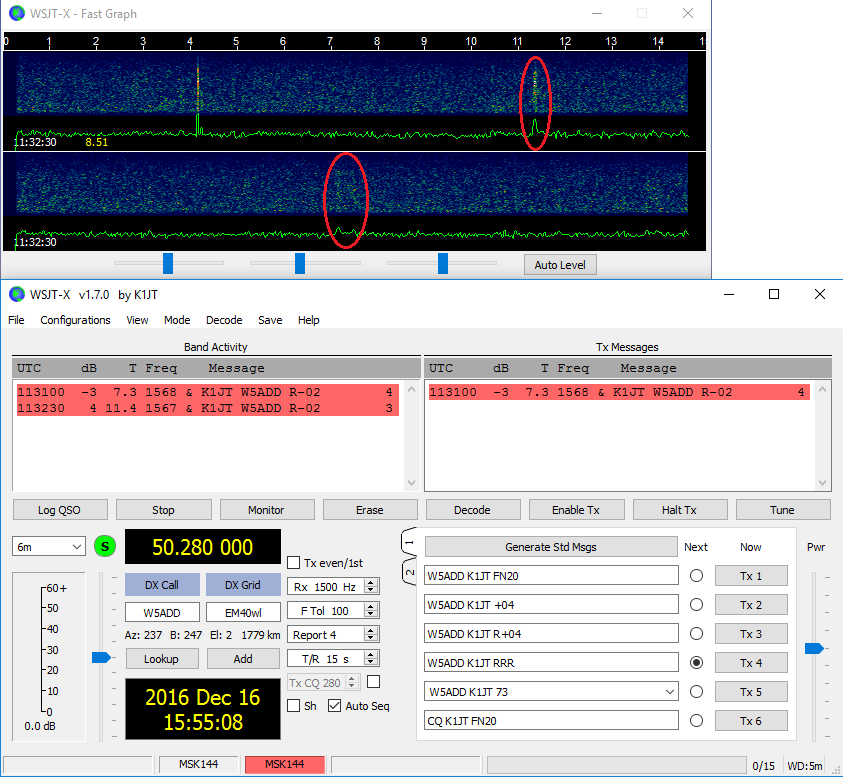 WSJT-X - Fast Graph
0 1 2 3 4 5 6 7 8 9 10 11 12 13 14 1
11:32:30 8.51
11:32:30
Auto Level
WSJT-X v1.7.0 by K1JT
File Configurations View Mode Decode Save Help
Band Activity Tx Messages
UTC dB T Freq Message UTC dB T Freq Message
113100 -3 7.3 1568 & K1JT W5ADD R-02 4 113100 -3 7.3 1568 & K1JT W5ADD R-02 4
113230 4 11.4 1567 & K1JT W5ADD R-02 3
Log QSO Stop Monitor Erase Decode Enable Tx Halt Tx Tune
6m S 50.280 000 Tx even/1st 1 Generate Std Msgs Next Now Pwr
2
60+ DX Call DX Grid Rx 1500 Hz W5ADD K1JT FN20 Tx 1
50 W5ADD EM40wl F Tol 100 W5ADD K1JT +04 Tx 2
40
30 Az: 237 B: 247 El: 2 1779 km Report 4 W5ADD K1JT R+04 Tx 3
20 Lookup Add T/R 15 s W5ADD K1JT RRR Tx 4
10 2016 Dec 16 Tx CQ 280 W5ADD K1JT 73 Tx 5
0 15:55:08 Sh Auto Seq CQ K1JT FN20 Tx 6
0.0 dB
MSK144 MSK144 0/15 WD:5m